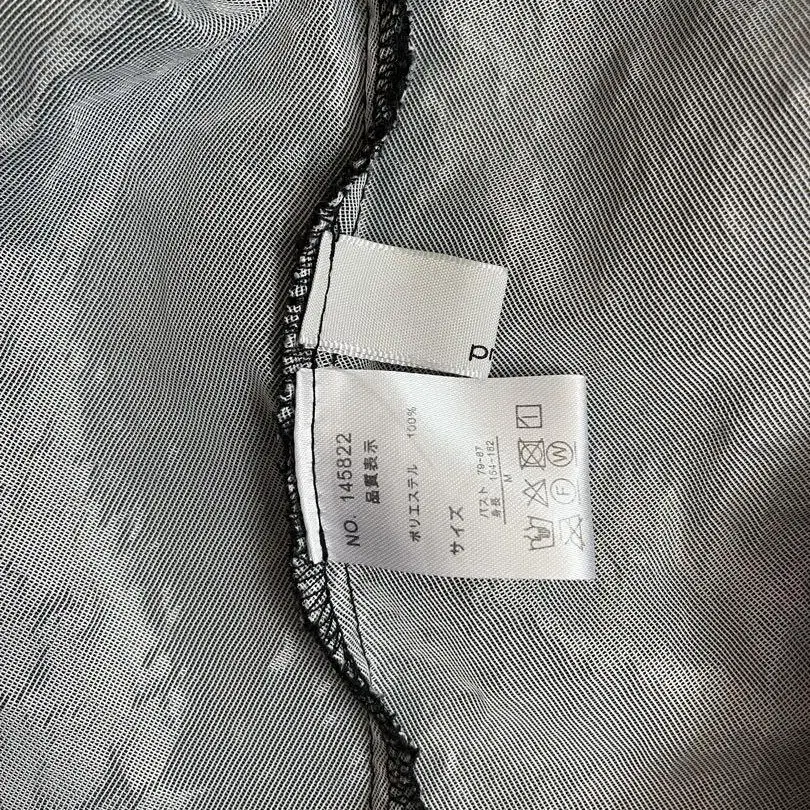 NO. 145822
品質表示
ポリエステル 100%
サイズ
バスト 79-87
身長 154-162
M
F W